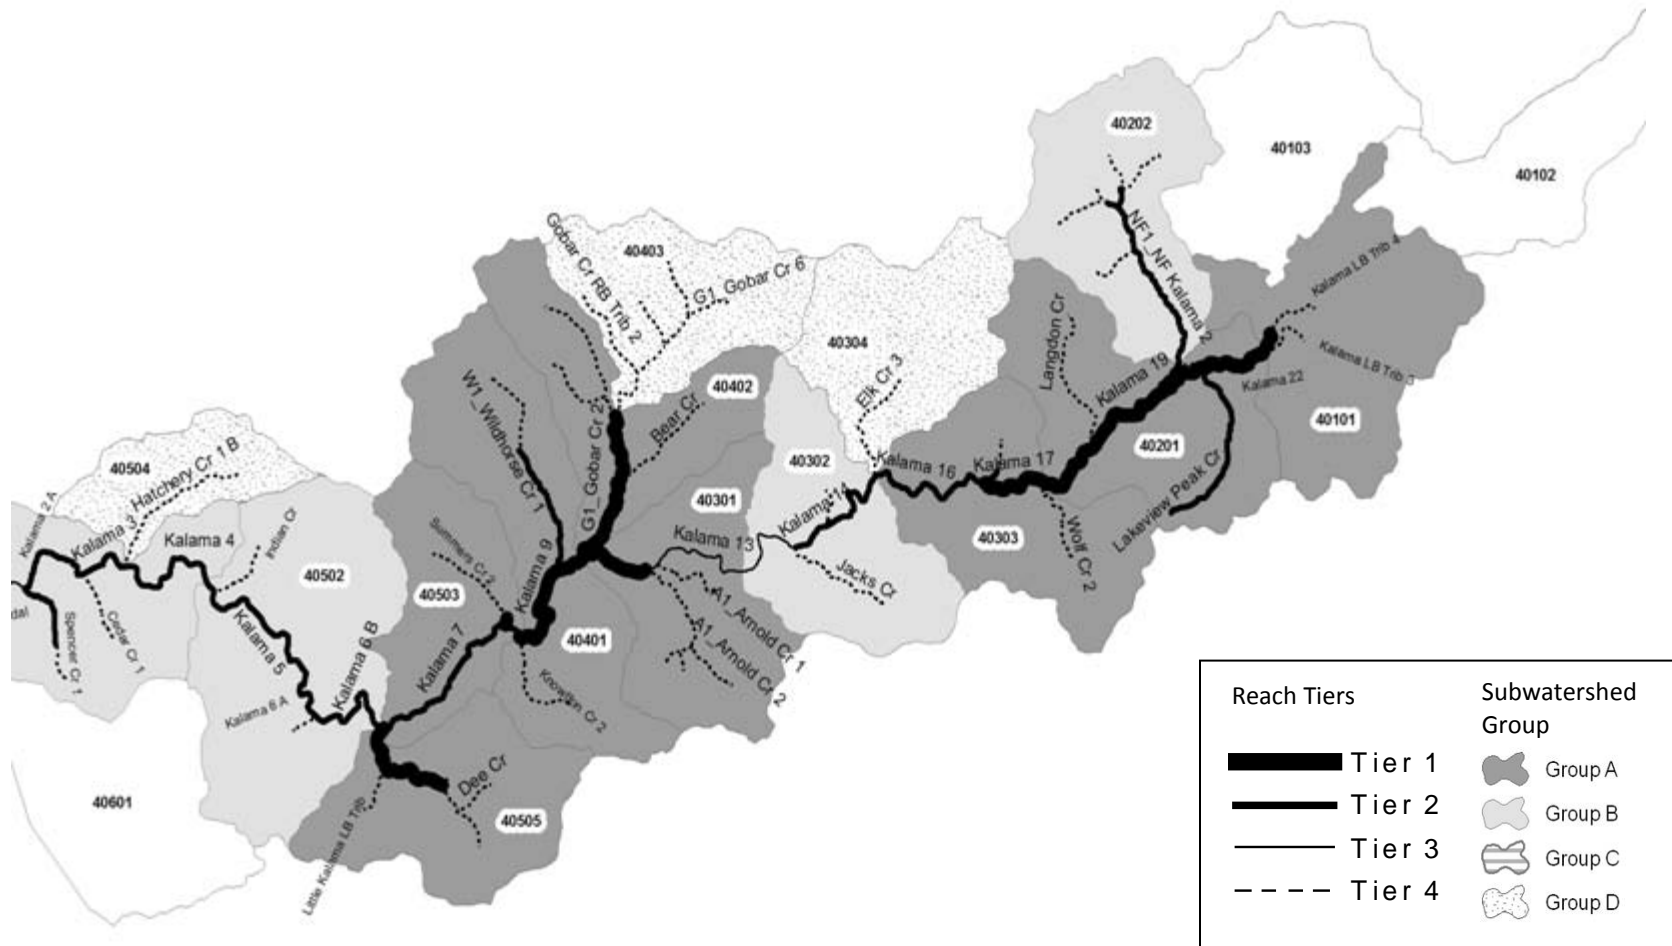 40202
40103
40102
Gobar Cr RB Trib 2
40403
G1_Gobar Cr 6
NF1_NF Kalama 2
Kalama LB Trib 4
40304
Langdon Cr
Elk Cr 3
Kalama 19
Kalama LB Trib 3
Kalama 22
W1_Wildhorse Cr 1
40402
Bear Cr
G1_Gobar Cr 2
40101
40201
40504
Hatchery Cr 1 B
40302
Kalama 16
Kalama 17
Lakeview Peak Cr
40301
Kalama 14
Kalama 2 A
Kalama 3
Kalama 4
Indian Cr
Summers Cr 2
Kalama 9
Kalama 13
40303
Wolf Cr 2
40502
40503
Jacks Cr
A1_Arnold Cr 1
A1_Arnold Cr 2
dal
Spencer Cr 1
Cedar Cr 1
Kalama 5
Kalama 6 B
Kalama 7
40401
Knowlton Cr 2
Kalama 6 A
Dee Cr
40601
40505
Little Kalama LB Trib
Reach Tiers
Tier 1
Tier 2
Tier 3
Tier 4
Subwatershed
Group
Group A
Group B
Group C
Group D